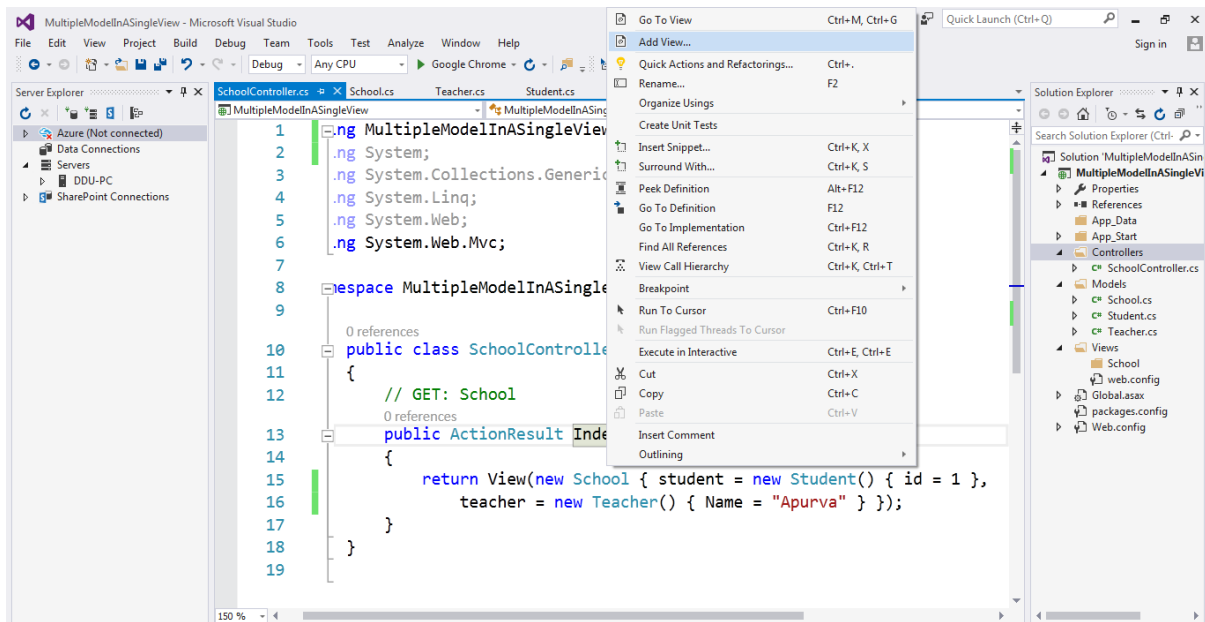 MultipleModelInASingleView - Microsoft Visual Studio
Quick Launch (Ctrl+Q)
File Edit View Project Build Debug Team Tools Test Analyze Window Help
Sign in
Debug Any CPU Google Chrome
Server Explorer
Azure (Not connected)
Data Connections
Servers
DDU-PC
SharePoint Connections
SchoolController.cs School.cs Teacher.cs Student.cs
MultipleModelInASingleView MultipleModelInASing
1 ng MultipleModelInASingleView
2 .ng System;
3 .ng System.Collections.Generic
4 .ng System.Linq;
5 .ng System.Web;
6 .ng System.Web.Mvc;
7
8 mespace MultipleModelInASingle
9
0 references
10 public class SchoolControlle
11 {
12 // GET: School
0 references
13 public ActionResult Inde
14 {
15 return View(new School { student = new Student() { id = 1 },
16 teacher = new Teacher() { Name = "Apurva" } });
17 }
18 }
19
150 %
Go To View Ctrl+M, Ctrl+G
Add View...
Quick Actions and Refactorings... Ctrl+.
Rename... F2
Organize Usings
Create Unit Tests
Insert Snippet... Ctrl+K, X
Surround With... Ctrl+K, S
Peek Definition Alt+F12
Go To Definition F12
Go To Implementation Ctrl+F12
Find All References Ctrl+K, R
View Call Hierarchy Ctrl+K, Ctrl+T
Breakpoint
Run To Cursor Ctrl+F10
Run Flagged Threads To Cursor
Execute in Interactive Ctrl+E, Ctrl+E
Cut Ctrl+X
Copy Ctrl+C
Paste Ctrl+V
Insert Comment
Outlining
Solution Explorer
Search Solution Explorer (Ctrl-
Solution 'MultipleModelInASin
MultipleModelInASingleVi
Properties
References
App_Data
App_Start
Controllers
C# SchoolController.cs
Models
C# School.cs
C# Student.cs
C# Teacher.cs
Views
School
web.config
Global.asax
packages.config
Web.config